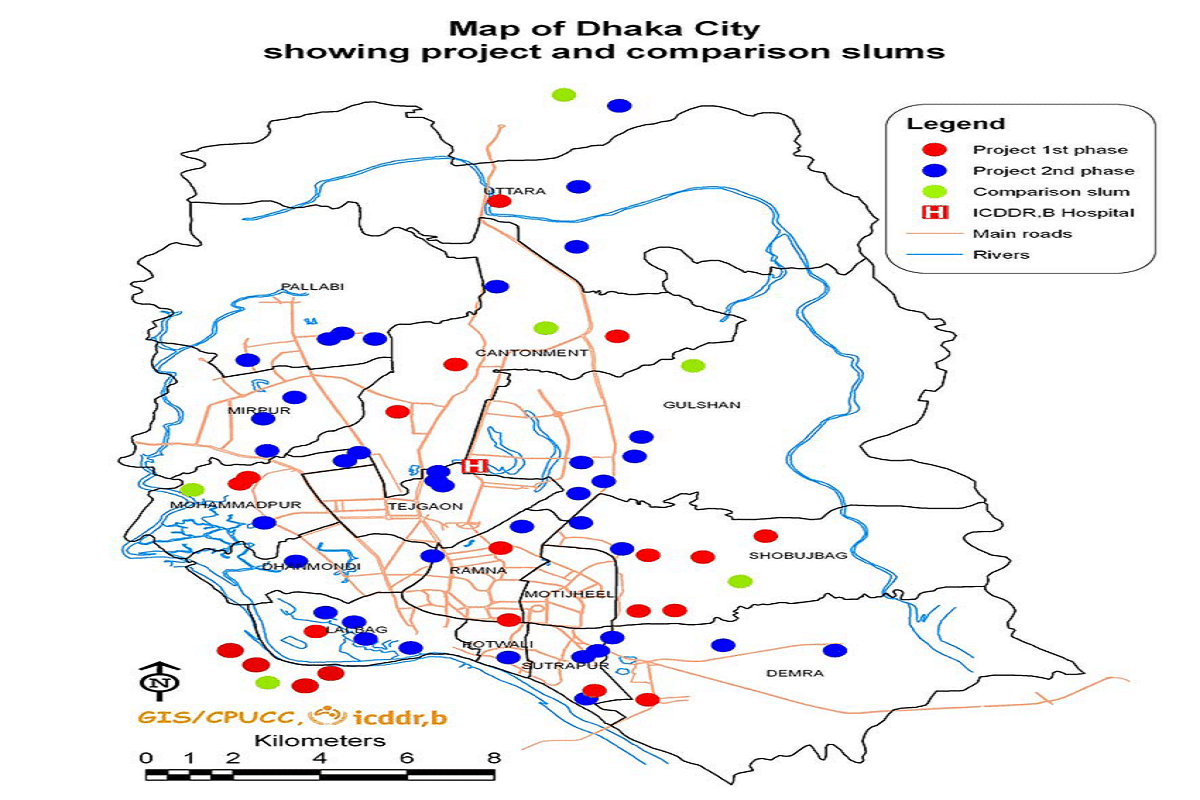 Map of Dhaka City
showing project and comparison slums
Legend
Project 1st phase
Project 2nd phase
Comparison slum
H ICDDR,B Hospital
Main roads
Rivers
UTTARA
PALLABI
CANTONMENT
GULSHAN
MIRPUR
H
MOHAMMADPUR
TEJGAON
SHOBUJBAG
DHANMONDI
RAMNA
MOTIJHEEL
LALBAG
KOTWALI
SUTRAPUR
DEMRA
N
GIS/CPUCC, icddr,b
Kilometers
0 1 2 4 6 8